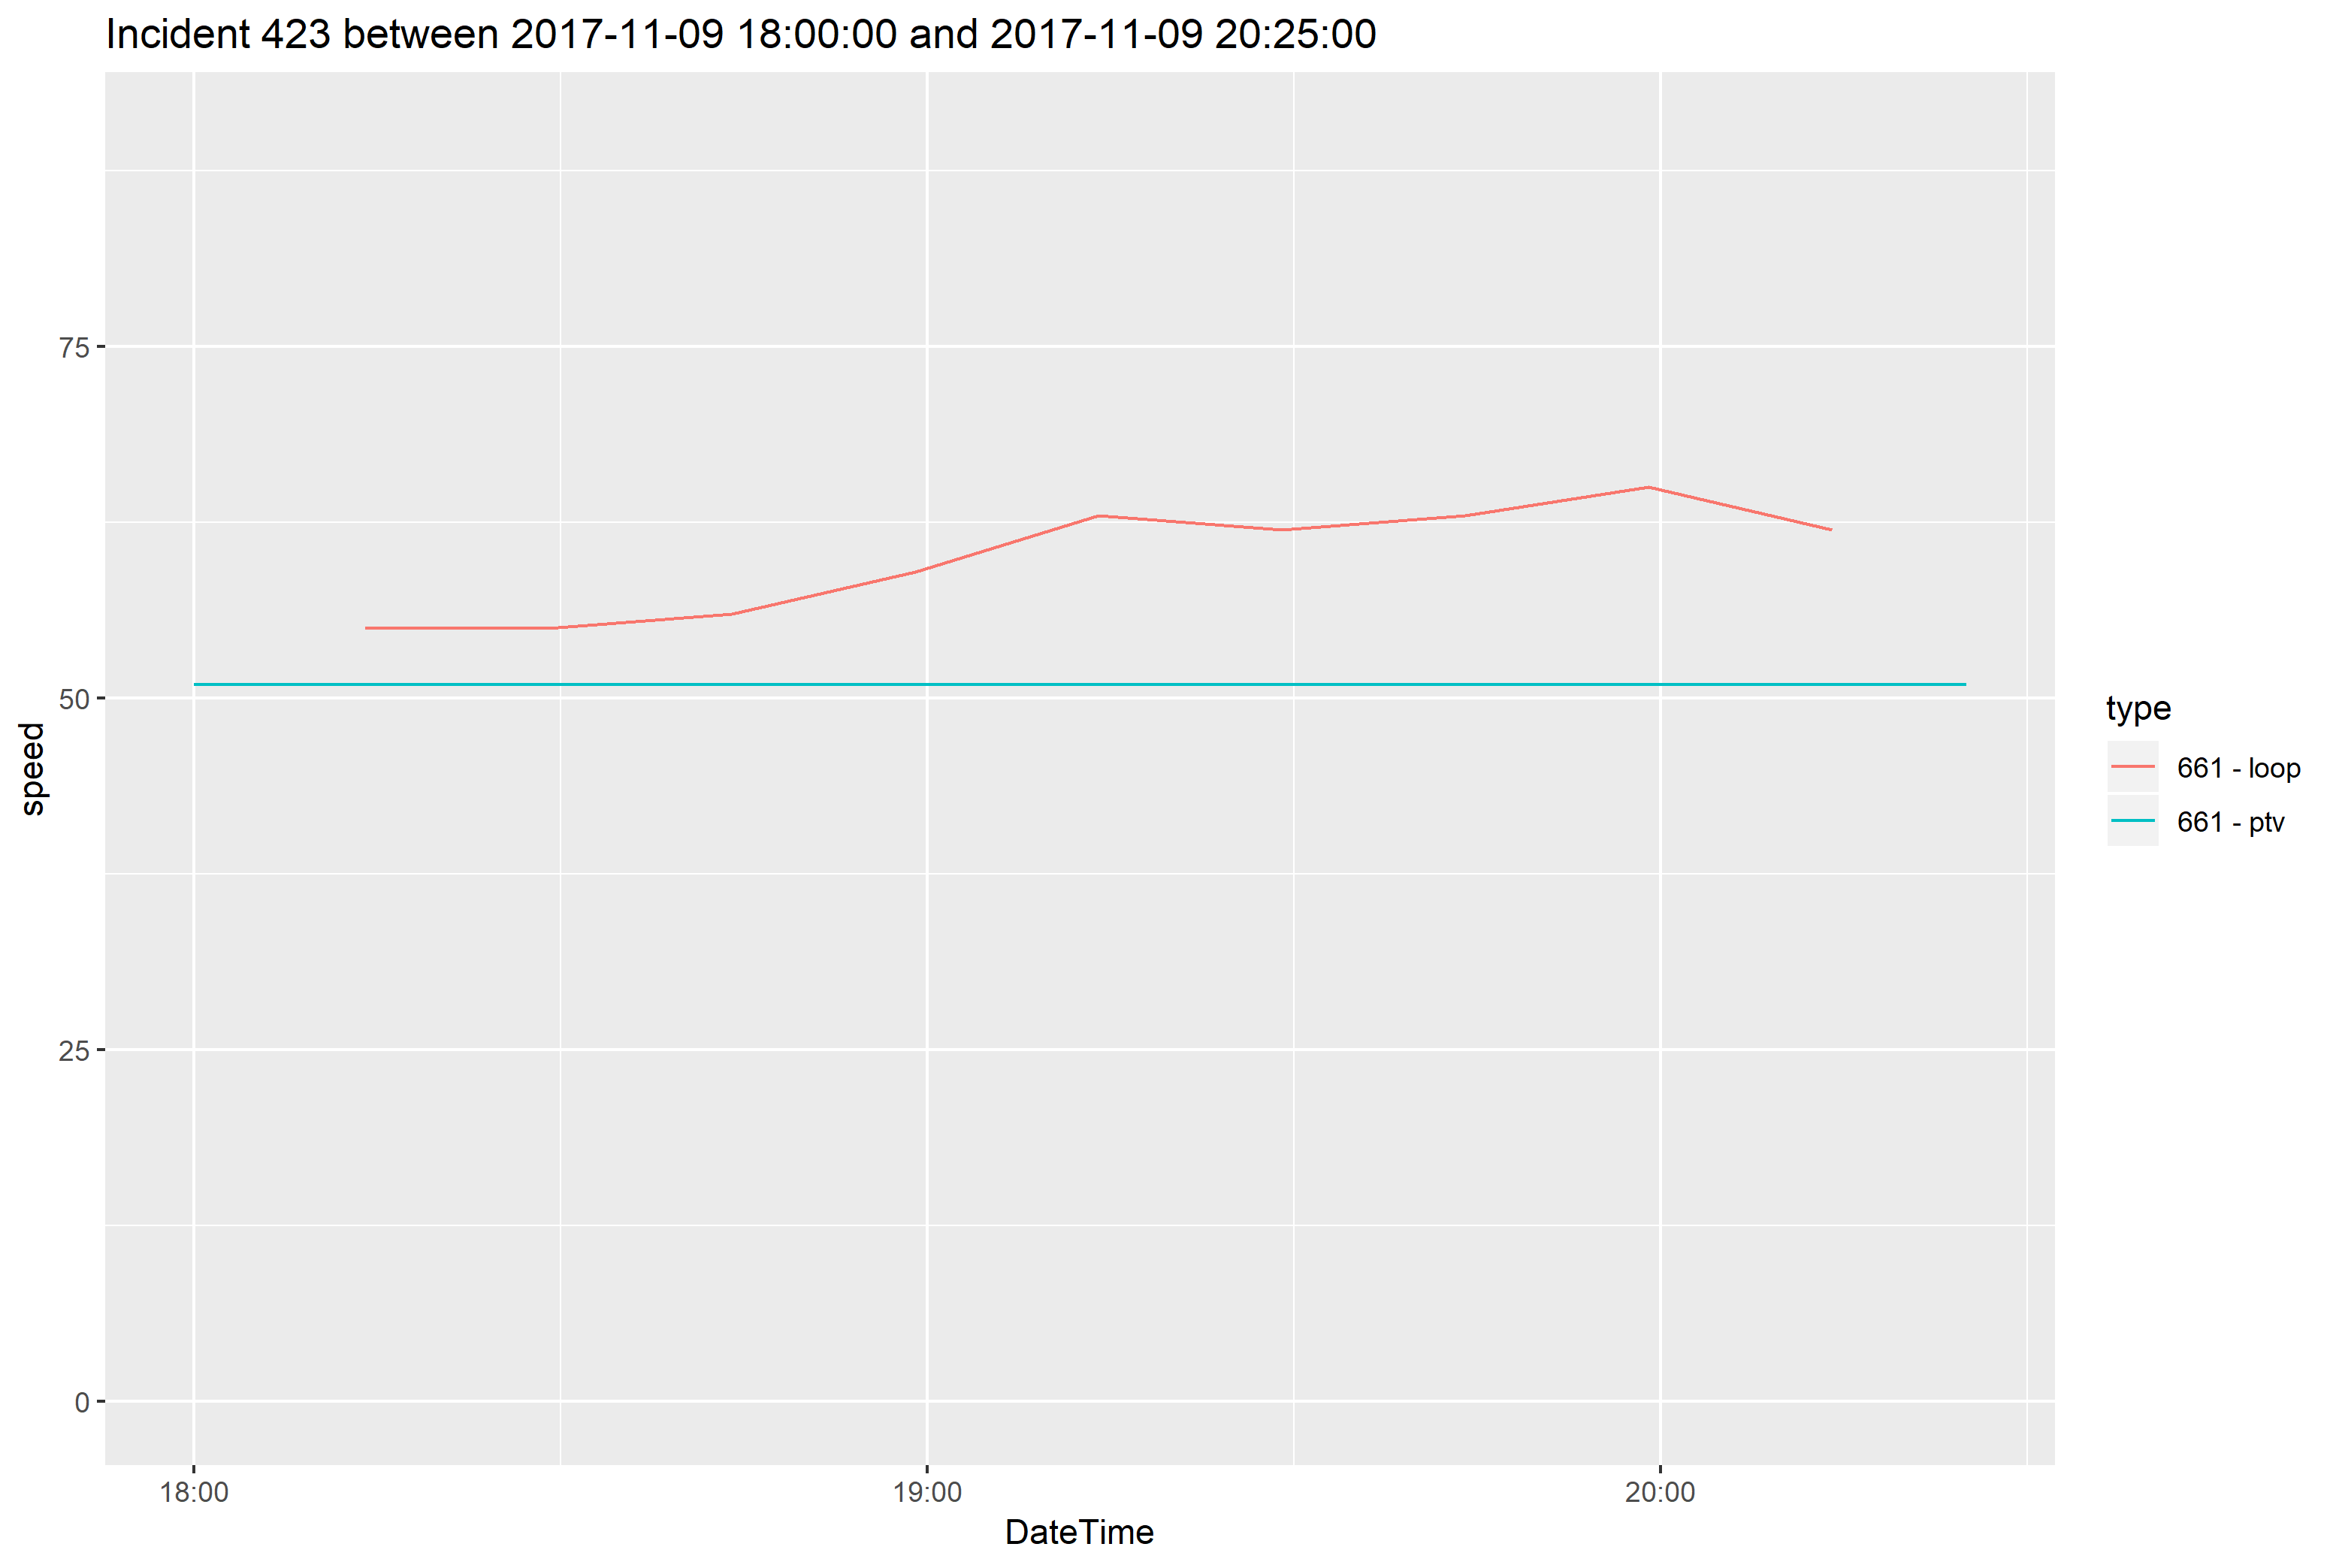 Incident 423 between 2017-11-09 18:00:00 and 2017-11-09 20:25:00
75
50
25
0
speed
18:00
19:00
20:00
DateTime
type
661 - loop
661 - ptv